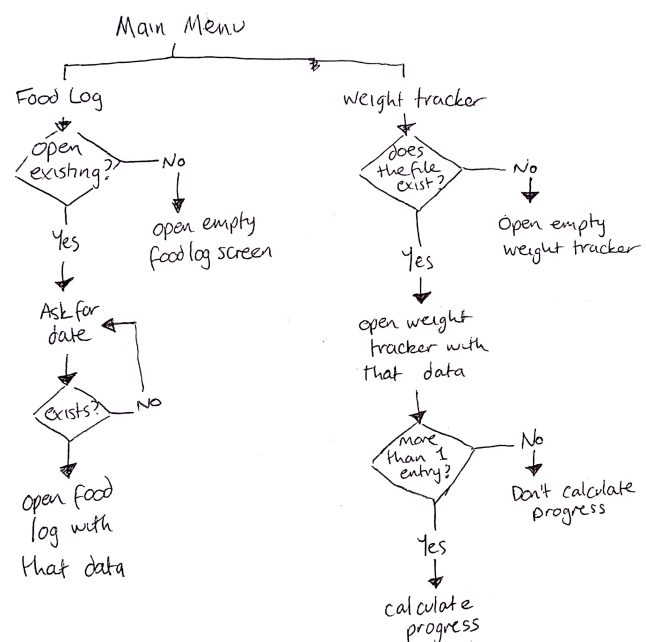 Main Menu
Food Log
open
existing?
No
open empty
food log screen
Yes
Ask for
date
exists?
No
open food
log with
that data
weight tracker
does
the file
exist?
No
Open empty
weight tracker
Yes
open weight
tracker with
that data
more
than 1
entry?
No
Don't calculate
progress
Yes
calculate
progress